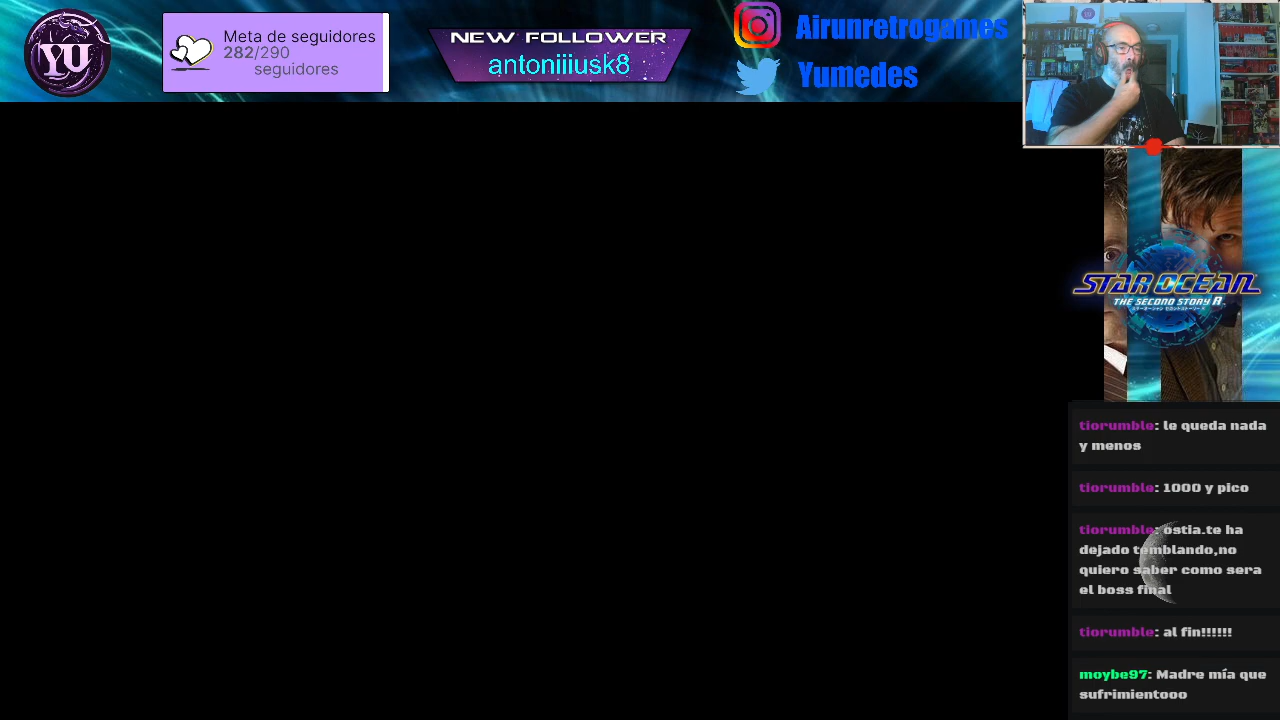 YU
Meta de seguidores
282/290
seguidores
NEW FOLLOWER
antoniiiusk8
Airunretrogames
Yumedes
STAR OCEAN
THE SECOND STORY R
tiorumble: le queda nada
y menos
tiorumble: 1000 y pico
tiorumble: ostia.te ha
dejado temblando,no
quiero saber como sera
el boss final
tiorumble: al fin!!!!!!
moybe97: Madre mía que
sufrimientooo